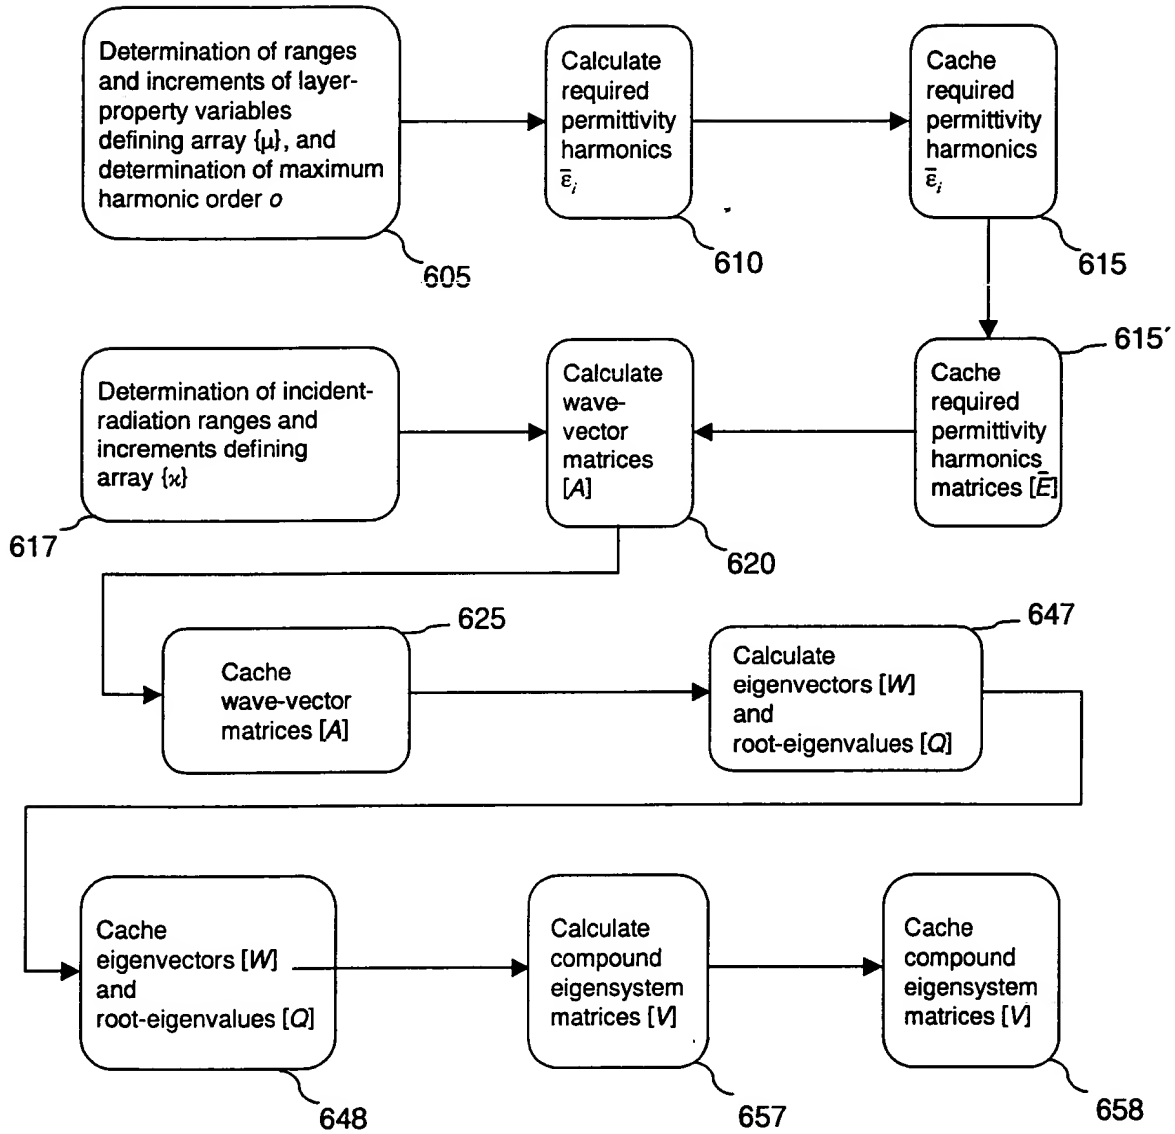 Determination of ranges
and increments of layer-
property variables
defining array {μ}, and
determination of maximum
harmonic order o
605
Calculate
required
permittivity
harmonics
ε̅i
610
Cache
required
permittivity
harmonics
ε̅i
615
Determination of incident-
radiation ranges and
increments defining
array {ϰ}
617
Calculate
wave-
vector
matrices
[A]
620
Cache
required
permittivity
harmonics
matrices [E̅]
615´
Cache
wave-vector
matrices [A]
625
Calculate
eigenvectors [W]
and
root-eigenvalues [Q]
647
Cache
eigenvectors [W]
and
root-eigenvalues [Q]
648
Calculate
compound
eigensystem
matrices [V]
657
Cache
compound
eigensystem
matrices [V]
658